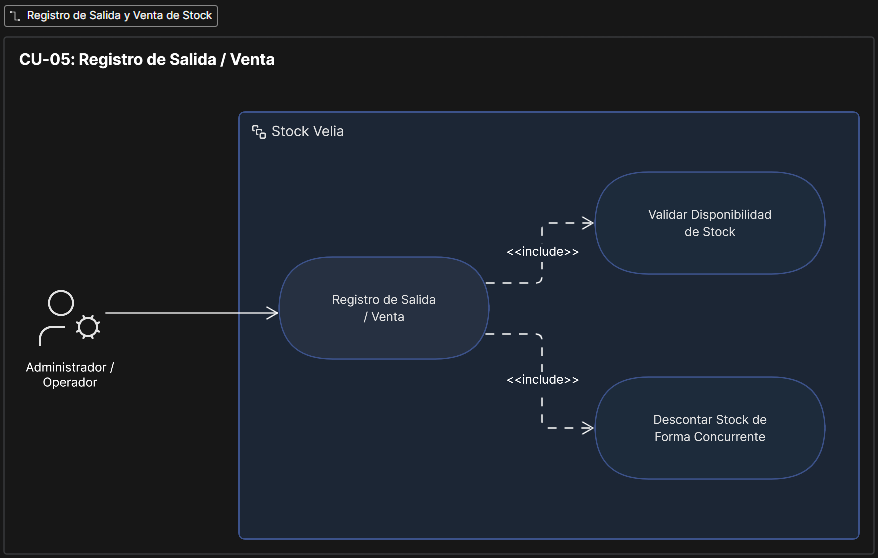 Registro de Salida y Venta de Stock
CU-05: Registro de Salida / Venta
Stock Velia
Validar Disponibilidad
de Stock
<<include>>
Registro de Salida
/ Venta
Administrador /
Operador
<<include>>
Descontar Stock de
Forma Concurrente